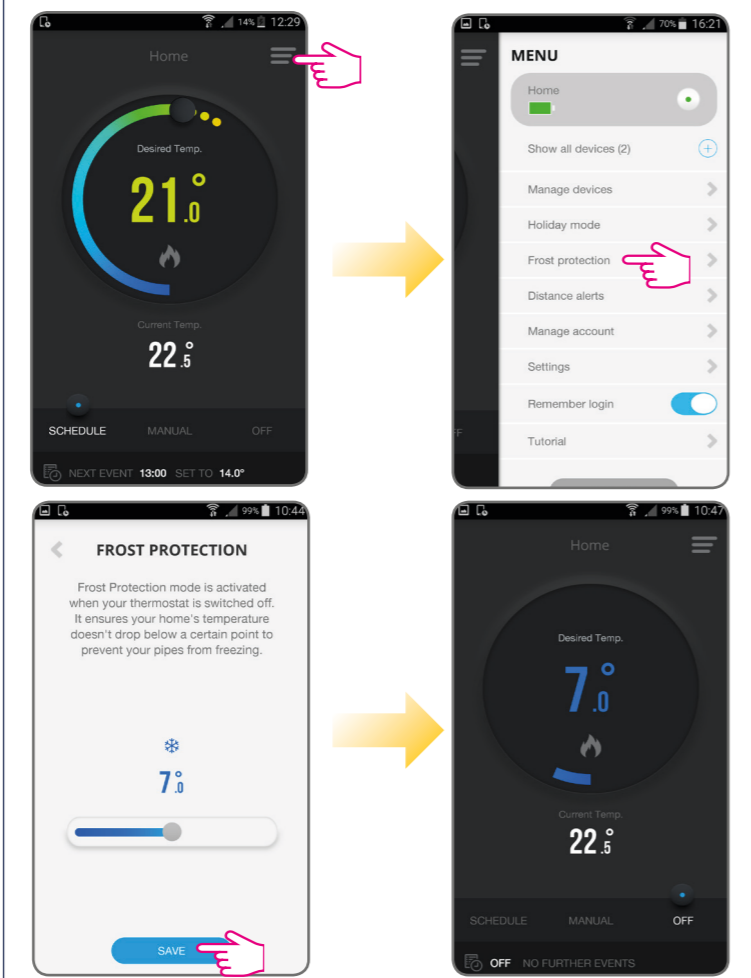 14% 12:29
Home
Desired Temp.
21.0°
Current Temp.
22.5°
SCHEDULE MANUAL OFF
NEXT EVENT 13:00 SET TO 14.0°
70% 16:21
MENU
Home
Show all devices (2)
Manage devices
Holiday mode
Frost protection
Distance alerts
Manage account
Settings
Remember login
Tutorial
FF
99% 10:44
FROST PROTECTION
Frost Protection mode is activated
when your thermostat is switched off.
It ensures your home's temperature
doesn't drop below a certain point to
prevent your pipes from freezing.
7.0°
SAVE
99% 10:47
Home
Desired Temp.
7.0°
Current Temp.
22.5°
SCHEDULE MANUAL OFF
OFF NO FURTHER EVENTS